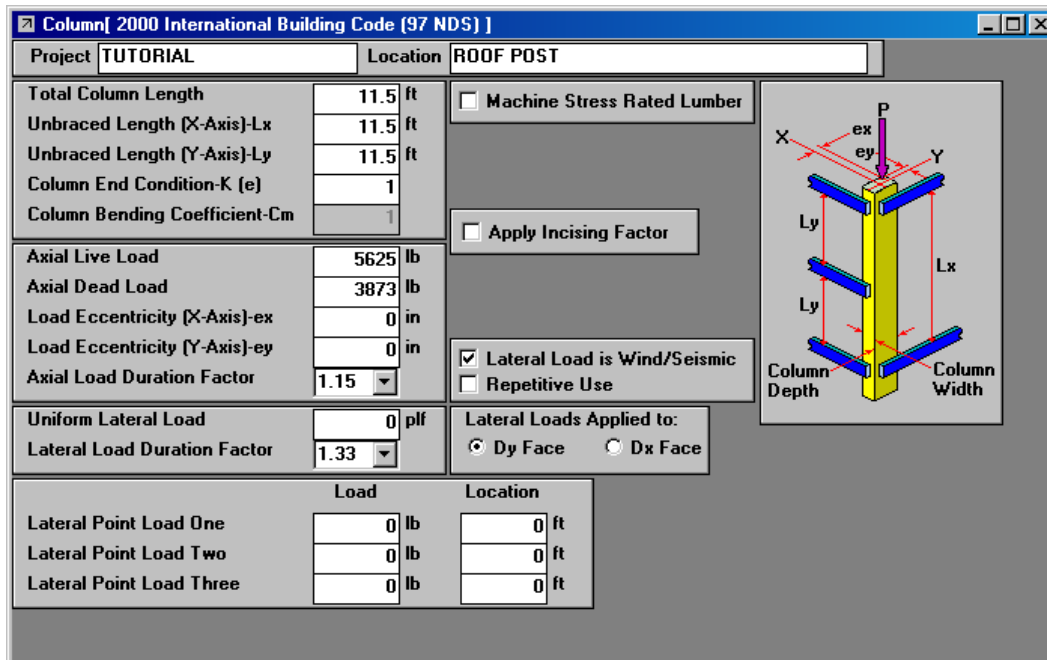 Column[ 2000 International Building Code (97 NDS) ]
Project TUTORIAL Location ROOF POST
Total Column Length 11.5 ft
Unbraced Length (X-Axis)-Lx 11.5 ft
Unbraced Length (Y-Axis)-Ly 11.5 ft
Column End Condition-K (e) 1
Column Bending Coefficient-Cm 1
Machine Stress Rated Lumber
Apply Incising Factor
Axial Live Load 5625 lb
Axial Dead Load 3873 lb
Load Eccentricity (X-Axis)-ex 0 in
Load Eccentricity (Y-Axis)-ey 0 in
Axial Load Duration Factor 1.15
Lateral Load is Wind/Seismic
Repetitive Use
Uniform Lateral Load 0 plf
Lateral Load Duration Factor 1.33
Lateral Loads Applied to:
Dy Face Dx Face
Load Location
Lateral Point Load One 0 lb 0 ft
Lateral Point Load Two 0 lb 0 ft
Lateral Point Load Three 0 lb 0 ft
P
ex
X
ey
Y
Ly
Lx
Ly
Column Depth
Column Width